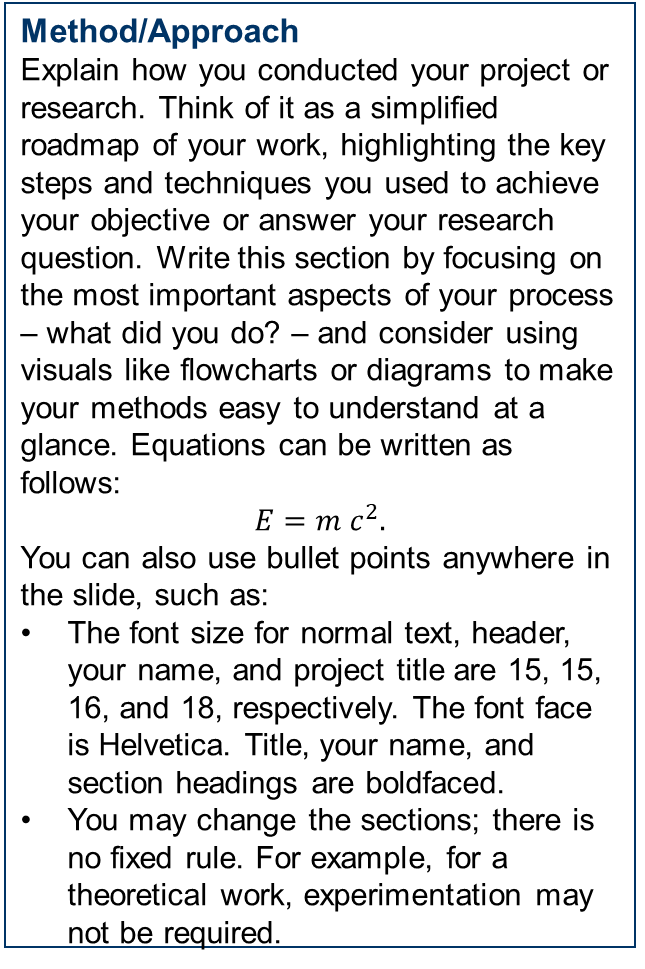 Method/Approach
Explain how you conducted your project or
research. Think of it as a simplified
roadmap of your work, highlighting the key
steps and techniques you used to achieve
your objective or answer your research
question. Write this section by focusing on
the most important aspects of your process
– what did you do? – and consider using
visuals like flowcharts or diagrams to make
your methods easy to understand at a
glance. Equations can be written as
follows:
E = m c².
You can also use bullet points anywhere in
the slide, such as:
• The font size for normal text, header,
your name, and project title are 15, 15,
16, and 18, respectively. The font face
is Helvetica. Title, your name, and
section headings are boldfaced.
• You may change the sections; there is
no fixed rule. For example, for a
theoretical work, experimentation may
not be required.